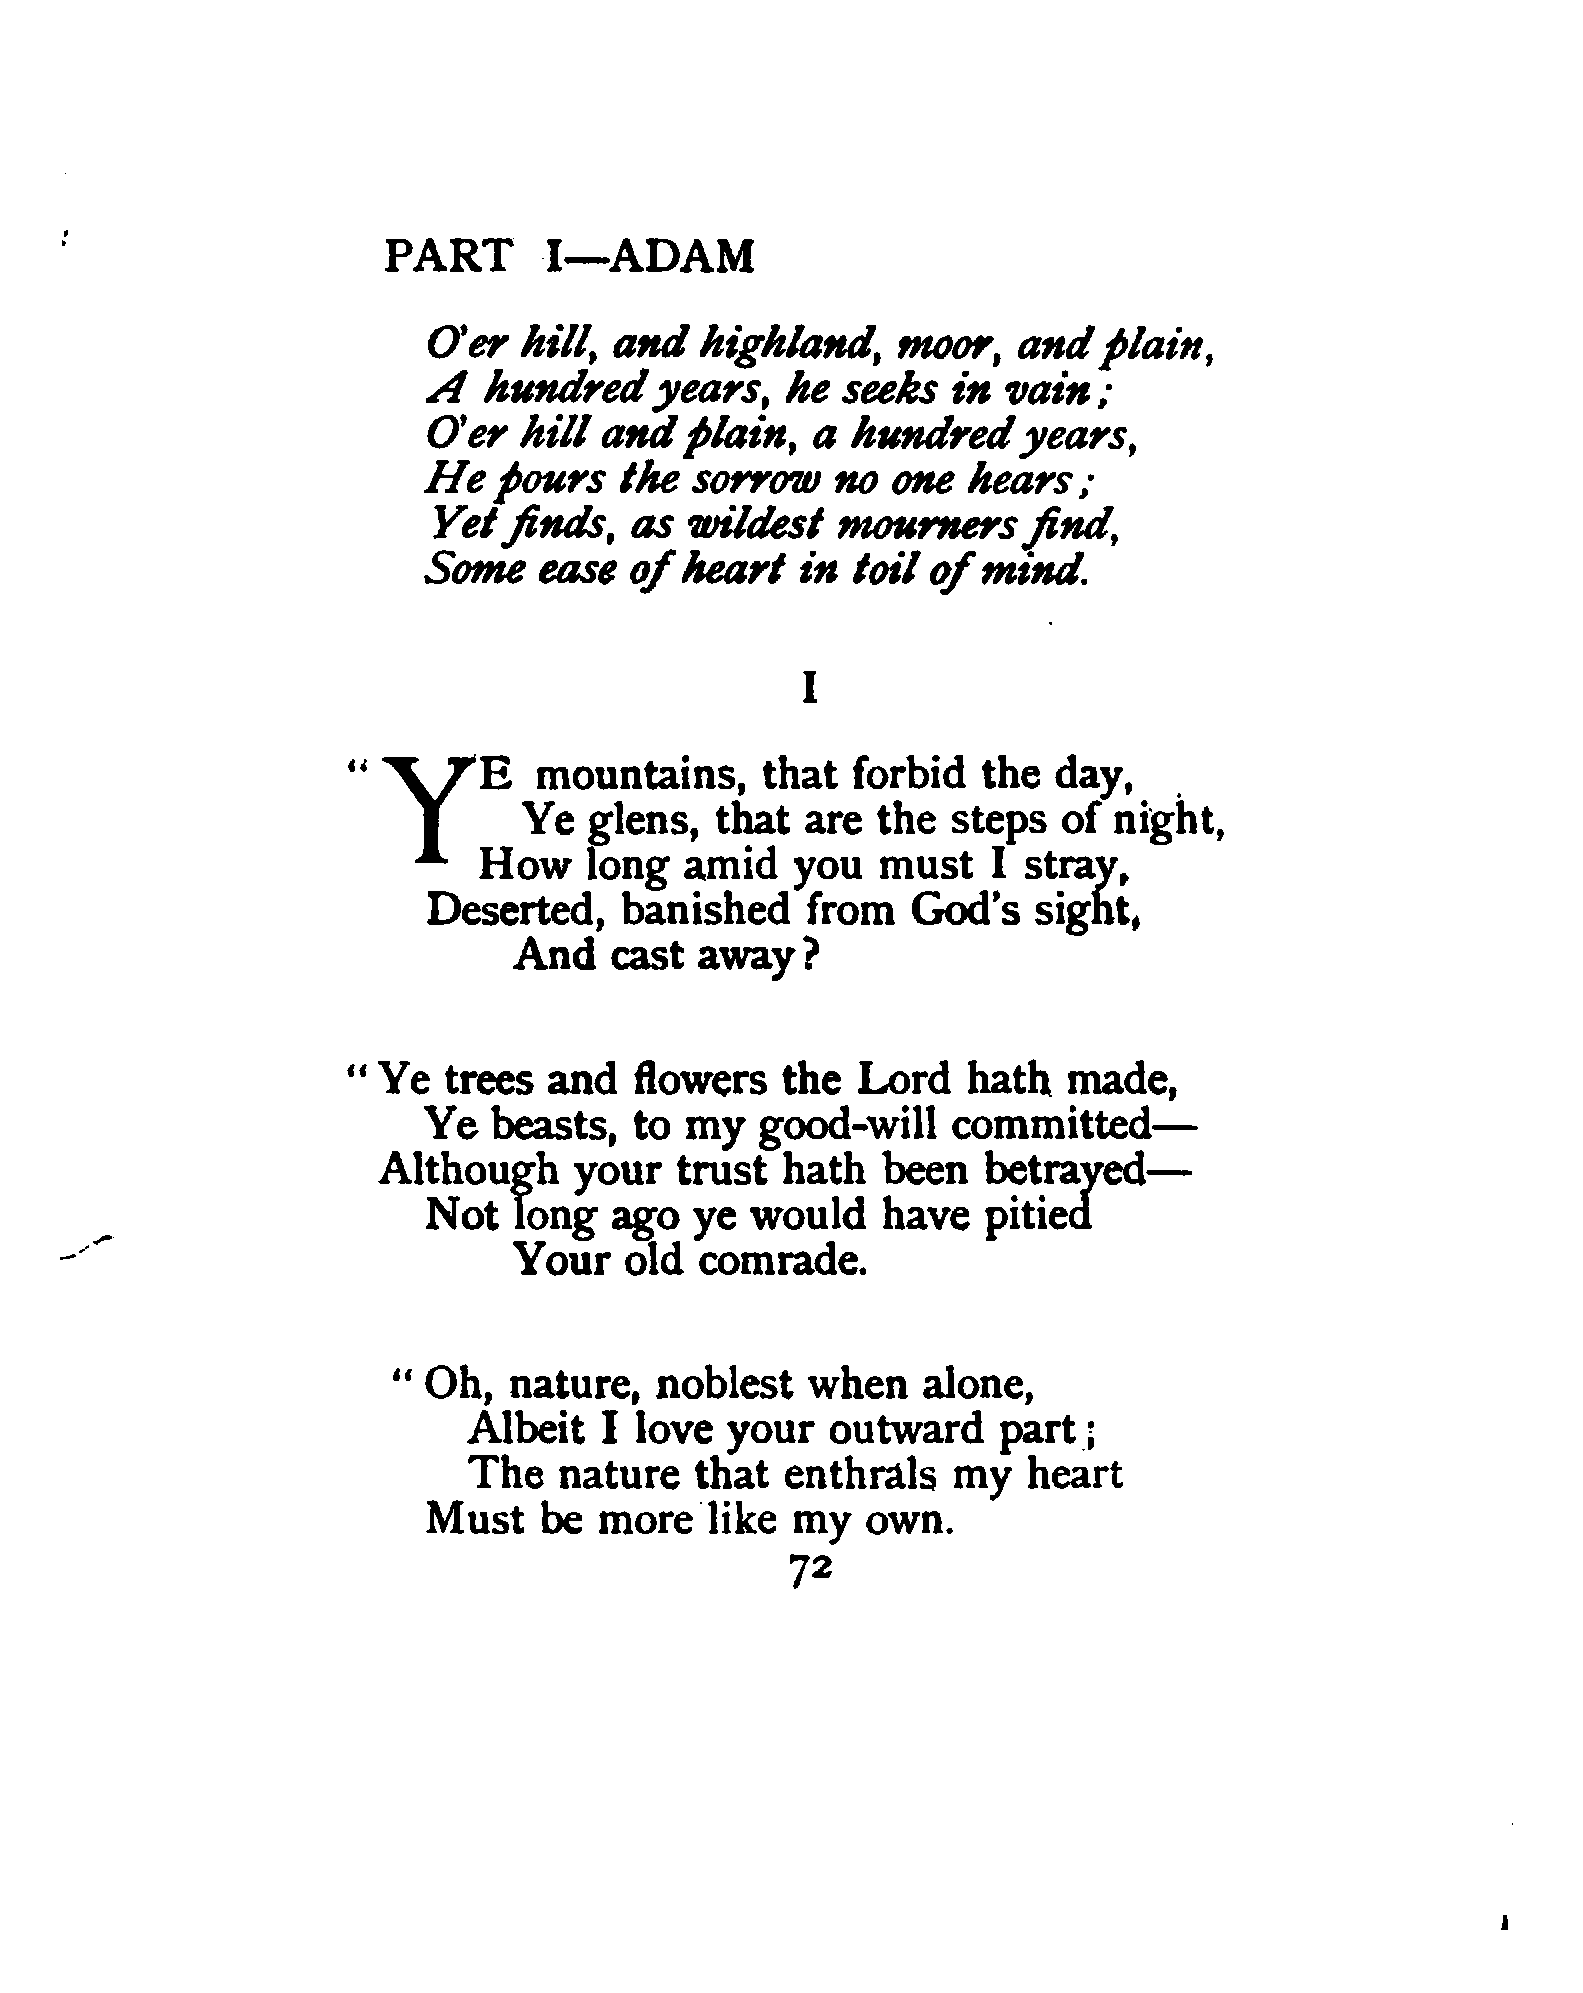 PART I—ADAM
O'er hill, and highland, moor, and plain,
A hundred years, he seeks in vain;
O'er hill and plain, a hundred years,
He pours the sorrow no one hears;
Yet finds, as wildest mourners find,
Some ease of heart in toil of mind.
I
“YE mountains, that forbid the day,
Ye glens, that are the steps of night,
How long amid you must I stray,
Deserted, banished from God's sight,
And cast away?
“Ye trees and flowers the Lord hath made,
Ye beasts, to my good-will committed—
Although your trust hath been betrayed—
Not long ago ye would have pitied
Your old comrade.
“Oh, nature, noblest when alone,
Albeit I love your outward part;
The nature that enthrals my heart
Must be more like my own.
72